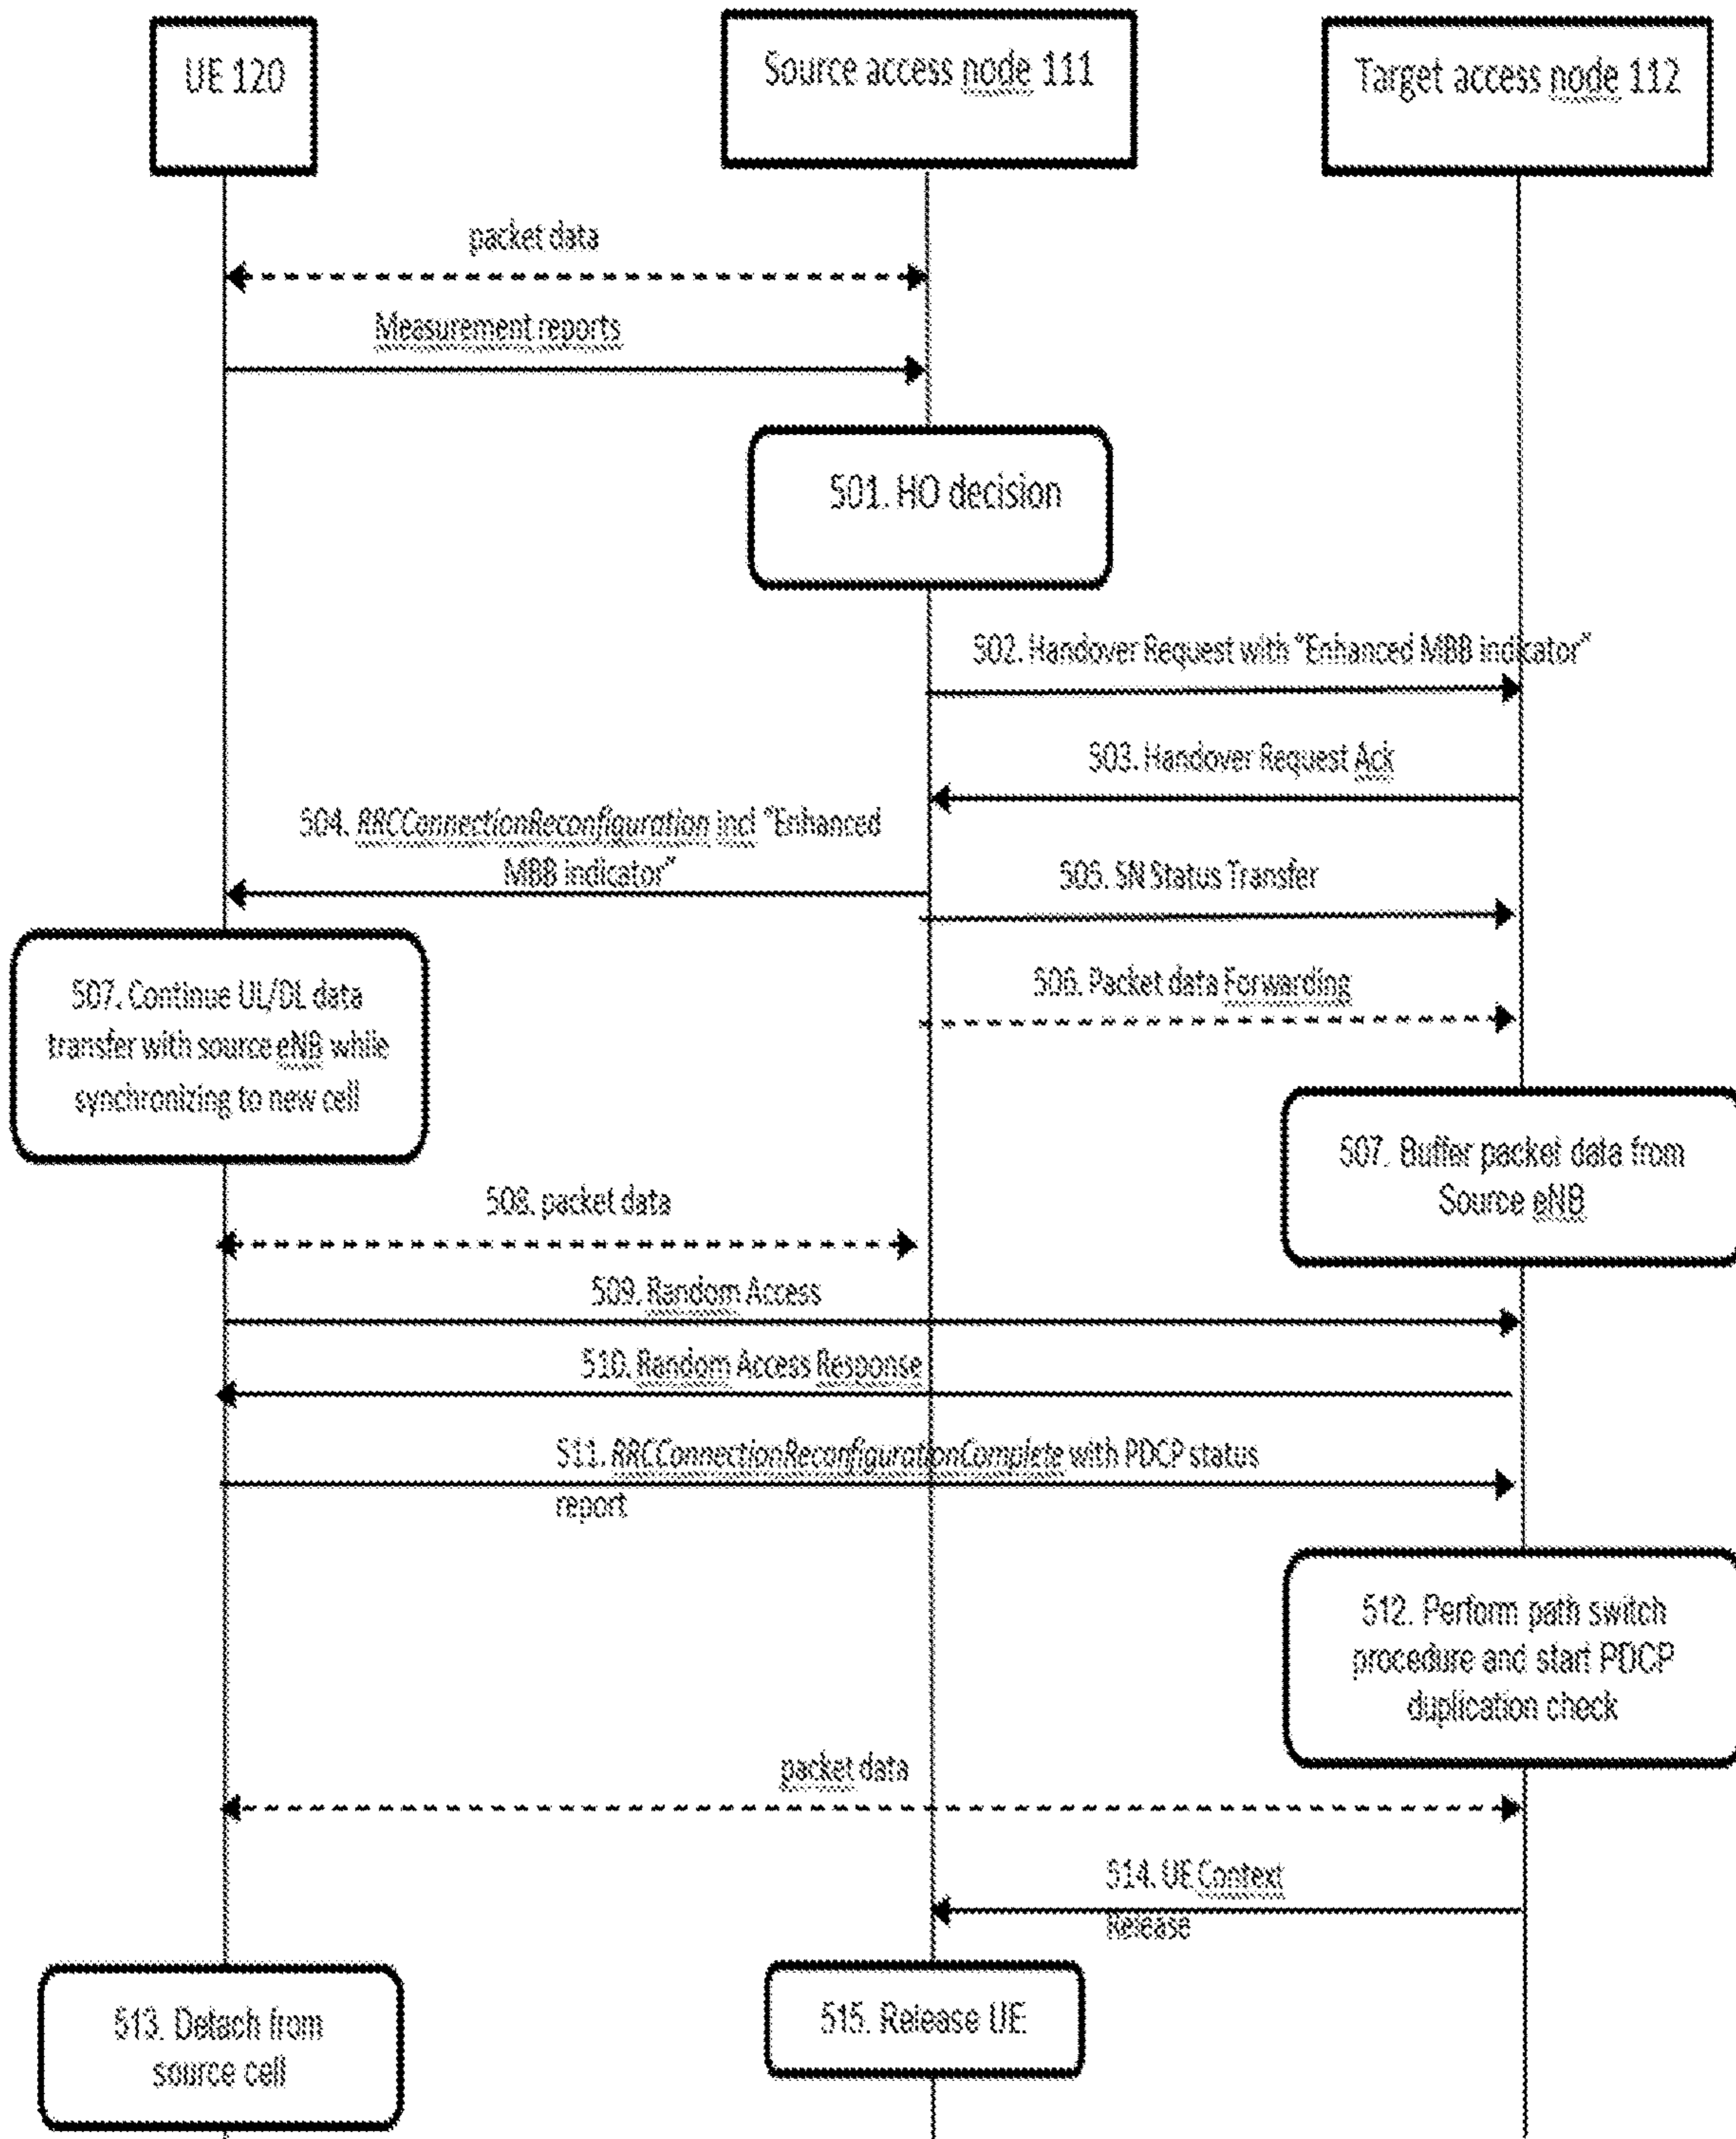 UE 120
Source access node 111
Target access node 112
packet data
Measurement reports
501. HO decision
502. Handover Request with “Enhanced MBB indicator”
503. Handover Request Ack
504. RRCConnectionReconfiguration incl “Enhanced
MBB indicator”
505. SN Status Transfer
506. Packet data Forwarding
507. Continue UL/DL data
transfer with source eNB while
synchronizing to new cell
507. Buffer packet data from
Source eNB
508. packet data
509. Random Access
510. Random Access Response
511. RRCConnectionReconfigurationComplete with PDCP status
report
512. Perform path switch
procedure and start PDCP
duplication check
packet data
514. UE Context
Release
513. Detach from
source cell
515. Release UE